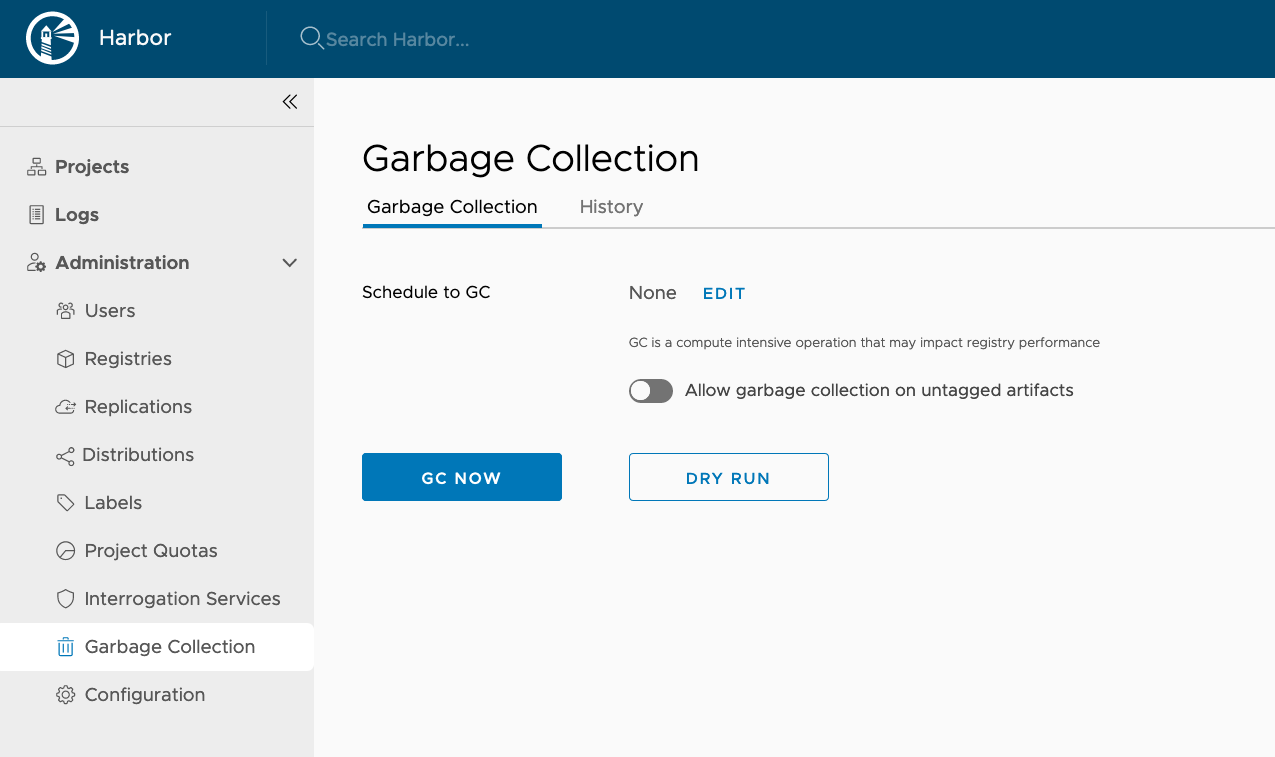 Harbor
Search Harbor...
Projects
Logs
Administration
Users
Registries
Replications
Distributions
Labels
Project Quotas
Interrogation Services
Garbage Collection
Configuration
Garbage Collection
Garbage Collection History
Schedule to GC None EDIT
GC is a compute intensive operation that may impact registry performance
Allow garbage collection on untagged artifacts
GC NOW DRY RUN